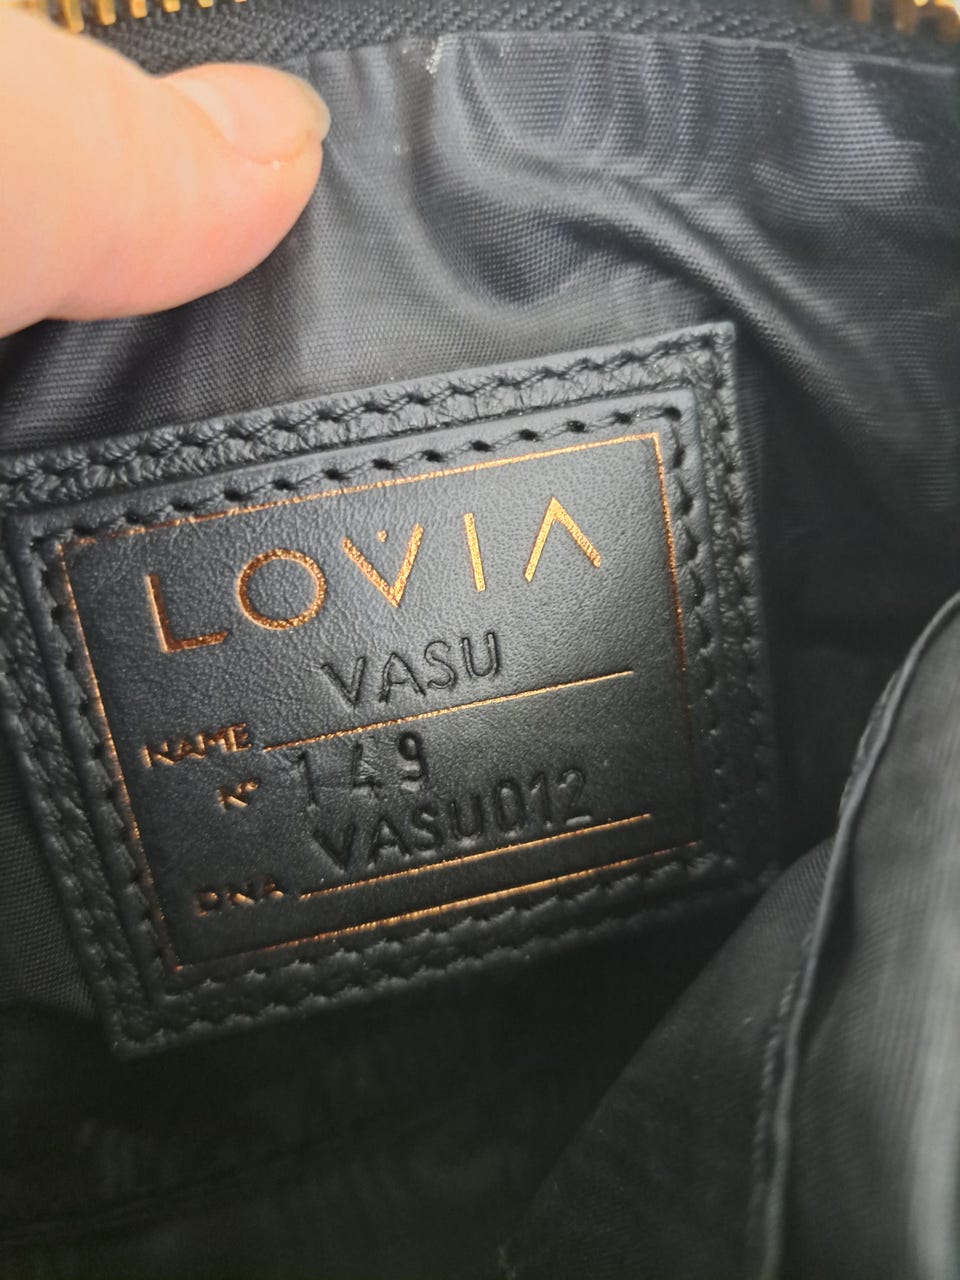 LOVIA
VASU
NAME
N° 149
VASU012
DNA